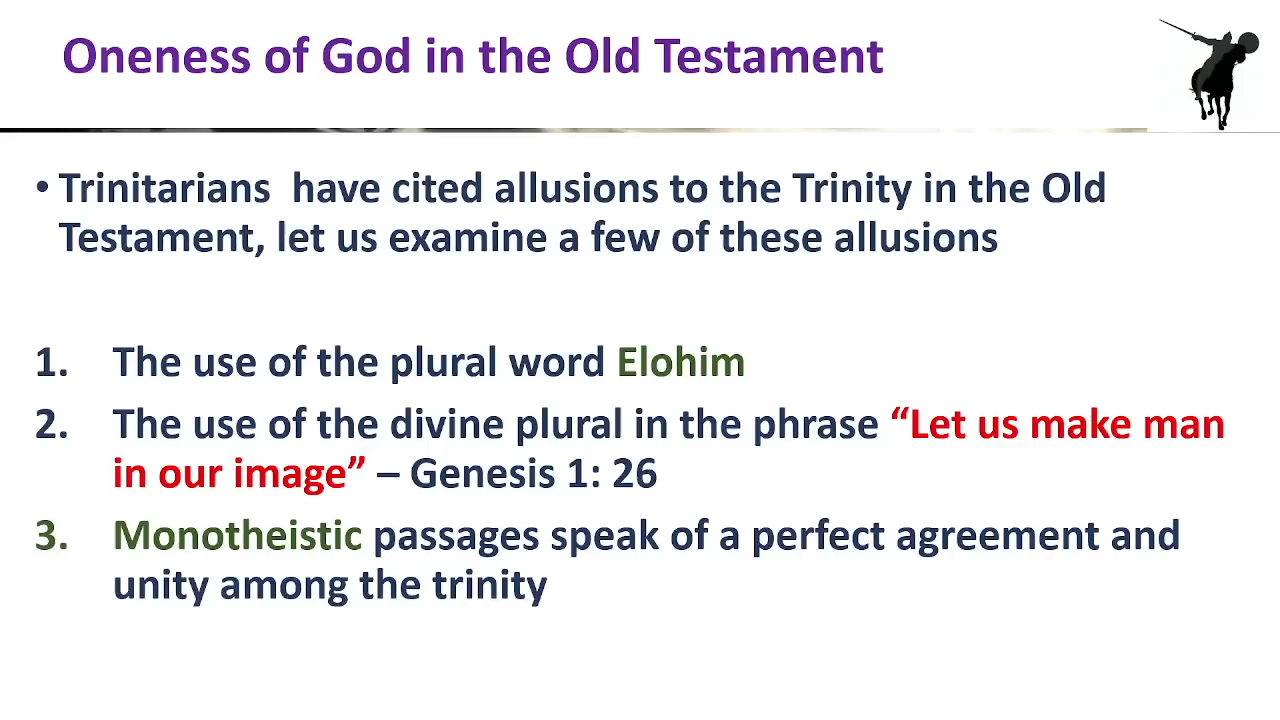 Oneness of God in the Old Testament
• Trinitarians  have cited allusions to the Trinity in the Old
Testament, let us examine a few of these allusions
1. The use of the plural word Elohim
2. The use of the divine plural in the phrase “Let us make man
in our image” – Genesis 1: 26
3. Monotheistic passages speak of a perfect agreement and
unity among the trinity